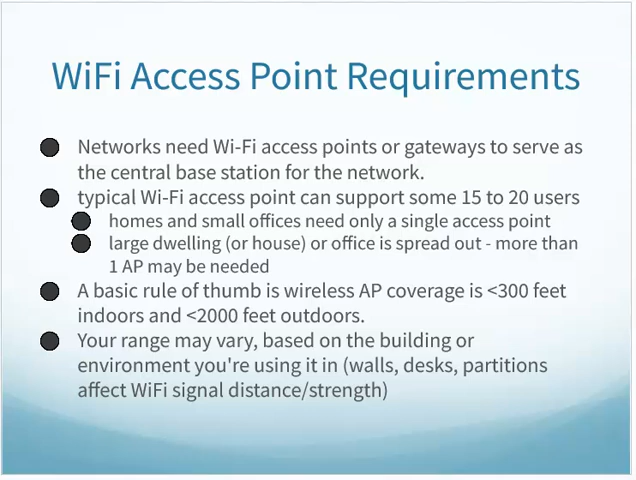 WiFi Access Point Requirements
Networks need Wi-Fi access points or gateways to serve as
the central base station for the network.
typical Wi-Fi access point can support some 15 to 20 users
homes and small offices need only a single access point
large dwelling (or house) or office is spread out - more than
1 AP may be needed
A basic rule of thumb is wireless AP coverage is <300 feet
indoors and <2000 feet outdoors.
Your range may vary, based on the building or
environment you're using it in (walls, desks, partitions
affect WiFi signal distance/strength)